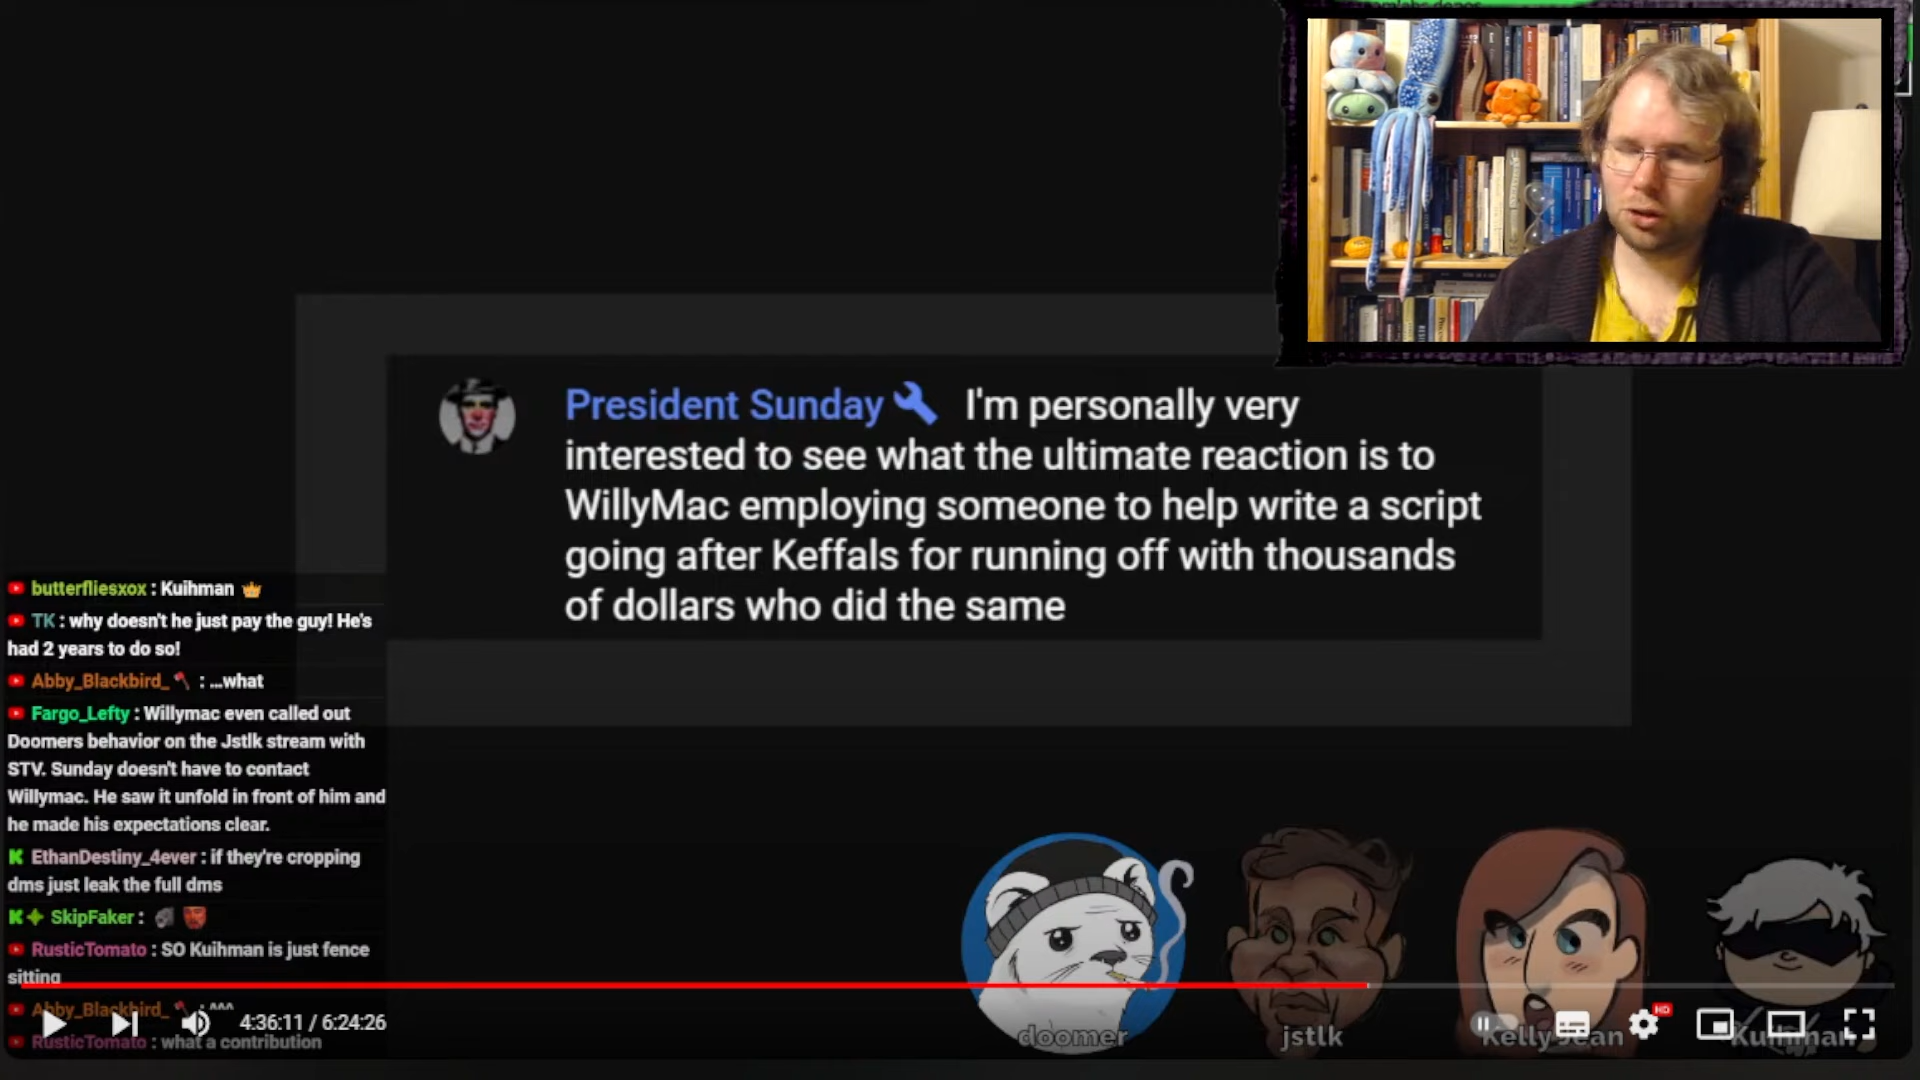 President Sunday I'm personally very
interested to see what the ultimate reaction is to
WillyMac employing someone to help write a script
going after Keffals for running off with thousands
of dollars who did the same
butterfliesxox : Kuihman
TK : why doesn't he just pay the guy! He's
had 2 years to do so!
Abby_Blackbird_ : ...what
Fargo_Lefty : Willymac even called out
Doomers behavior on the Jstlk stream with
STV. Sunday doesn't have to contact
Willymac. He saw it unfold in front of him and
he made his expectations clear.
EthanDestiny_4ever : if they're cropping
dms just leak the full dms
SkipFaker :
RusticTomato : SO Kuihman is just fence
sitting
Abby_Blackbird_ : ^^^
RusticTomato : what a contribution
4:36:11 / 6:24:26
doomer
jstlk
KellyJean
Kuihman
HD